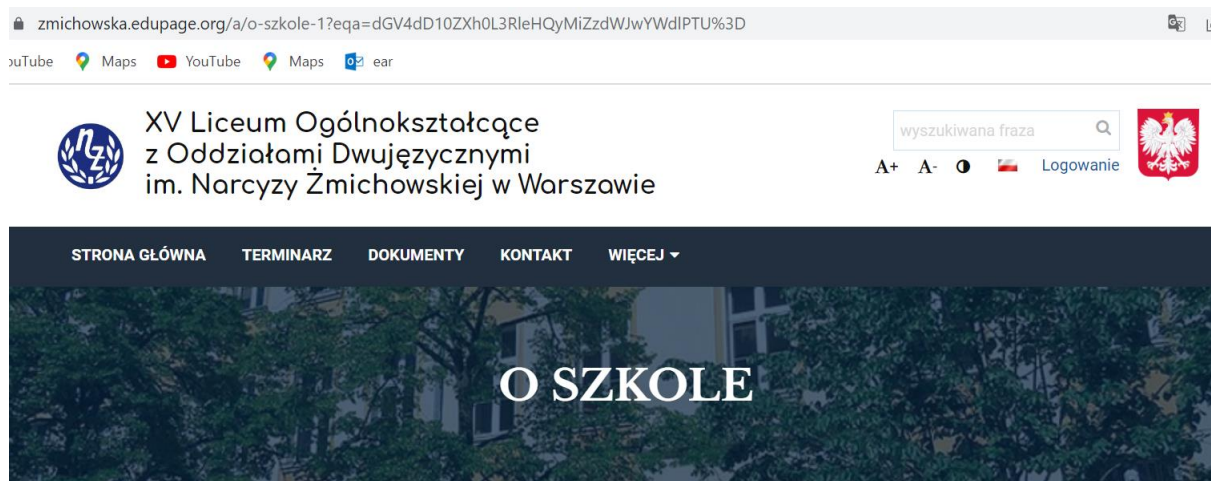 zmichowska.edupage.org/a/o-szkole-1?eqa=dGV4dD10ZXh0L3RleHQyMiZzdWJwYWdlPTU%3D
Maps YouTube Maps ear
XV Liceum Ogólnokształcące
z Oddziałami Dwujęzycznymi
im. Narcyzy Żmichowskiej w Warszawie
nż
wyszukiwana fraza
A+ A- Logowanie
STRONA GŁÓWNA TERMINARZ DOKUMENTY KONTAKT WIĘCEJ
O SZKOLE